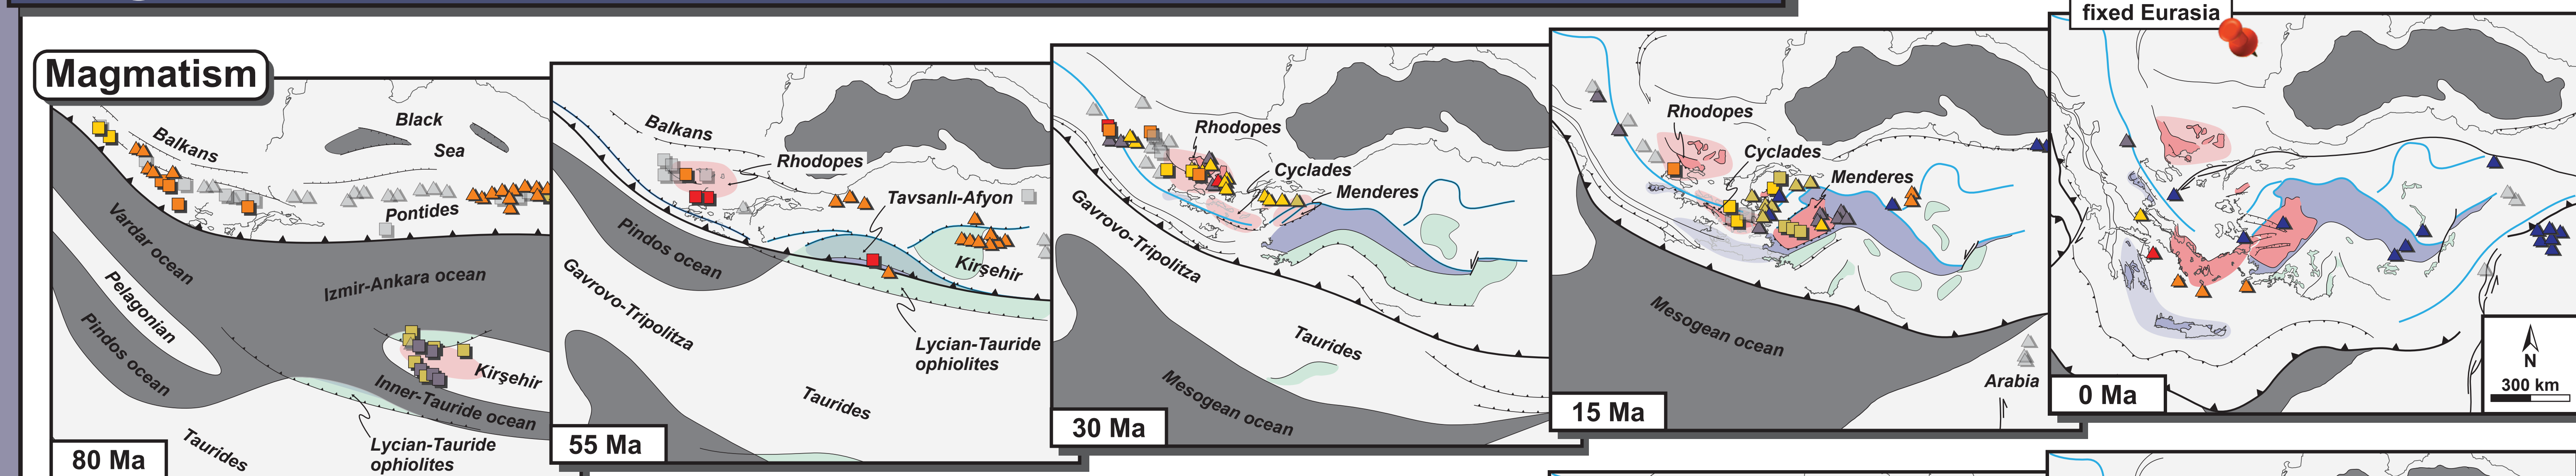 Magmatism
Balkans
Black
Sea
Pontides
Vardar ocean
Izmir-Ankara ocean
Pelagonian
Pindos ocean
Kirşehir
Inner-Tauride ocean
Lycian-Tauride
ophiolites
Taurides
80 Ma
Balkans
Rhodopes
Tavsanlı-Afyon
Pindos ocean
Kirşehir
Gavrovo-Tripolitza
Lycian-Tauride
ophiolites
Taurides
55 Ma
Rhodopes
Cyclades
Menderes
Gavrovo-Tripolitza
Taurides
Mesogean ocean
30 Ma
Rhodopes
Cyclades
Menderes
Mesogean ocean
Arabia
15 Ma
fixed Eurasia
N
300 km
0 Ma